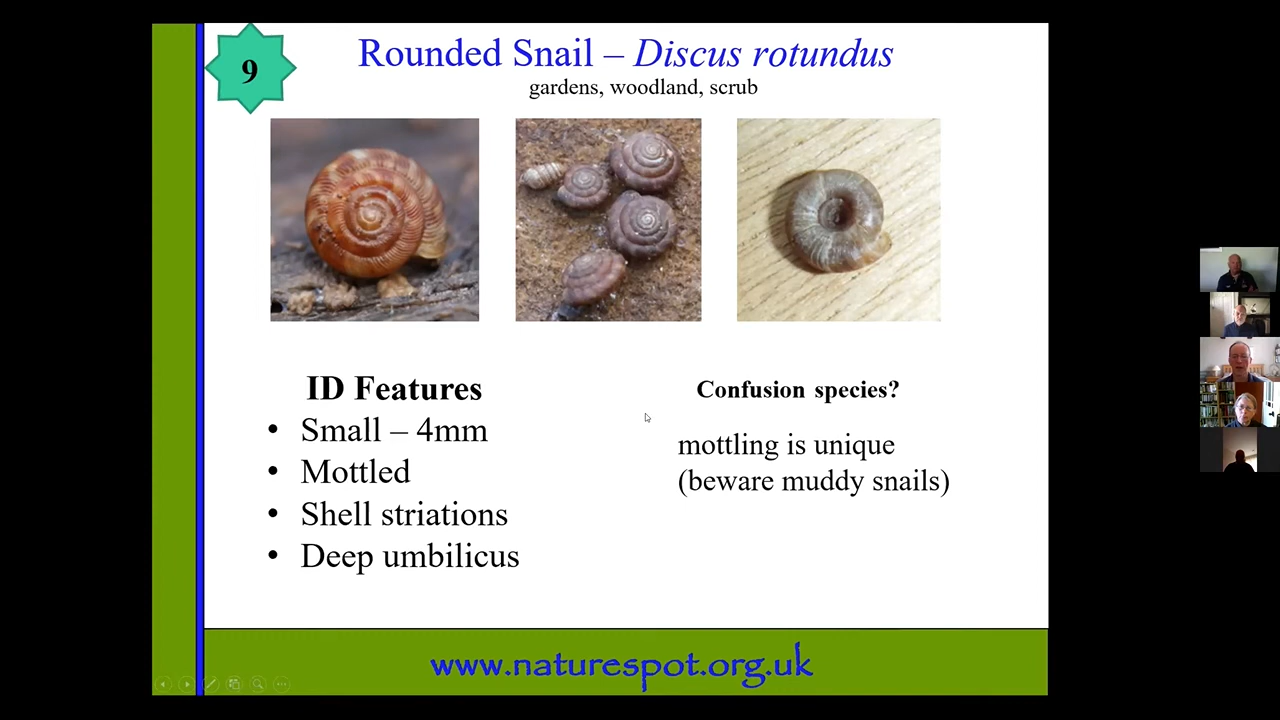 9
Rounded Snail – Discus rotundus
gardens, woodland, scrub
ID Features
• Small – 4mm
• Mottled
• Shell striations
• Deep umbilicus
Confusion species?
mottling is unique
(beware muddy snails)
www.naturespot.org.uk